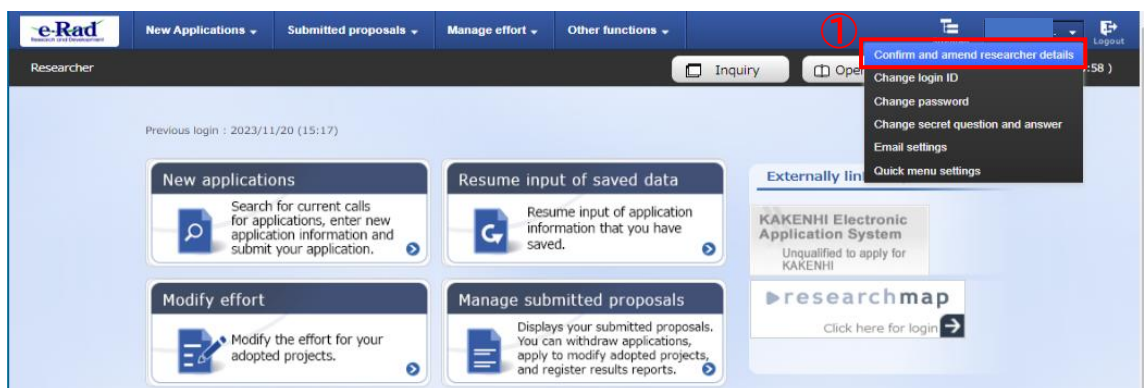 e-Rad
Research and Development
New Applications
Submitted proposals
Manage effort
Other functions
①
Logout
Researcher
Inquiry
Ope
:58 )
Confirm and amend researcher details
Change login ID
Change password
Change secret question and answer
Email settings
Quick menu settings
Previous login : 2023/11/20 (15:17)
New applications
Search for current calls
for applications, enter new
application information and
submit your application.
Resume input of saved data
Resume input of application
information that you have
saved.
Externally lin
KAKENHI Electronic
Application System
Unqualified to apply for
KAKENHI
Modify effort
Modify the effort for your
adopted projects.
Manage submitted proposals
Displays your submitted proposals.
You can withdraw applications,
apply to modify adopted projects,
and register results reports.
researchmap
Click here for login